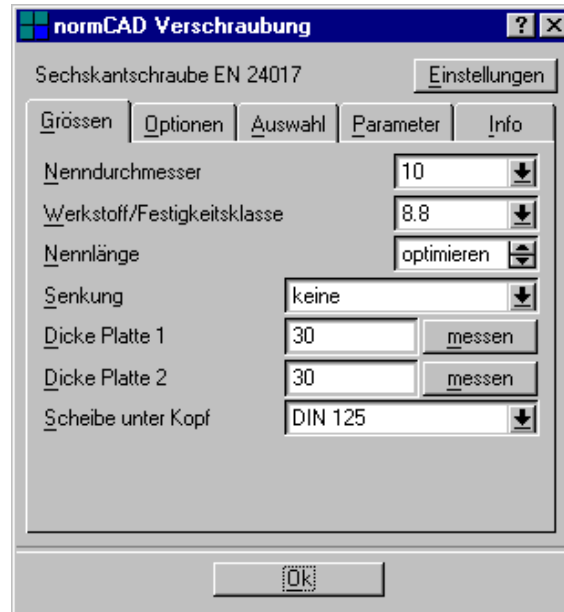 normCAD Verschraubung ? X
Sechskantschraube EN 24017 Einstellungen
Grössen Optionen Auswahl Parameter Info
Nenndurchmesser 10
Werkstoff/Festigkeitsklasse 8.8
Nennlänge optimieren
Senkung keine
Dicke Platte 1 30 messen
Dicke Platte 2 30 messen
Scheibe unter Kopf DIN 125
Ok